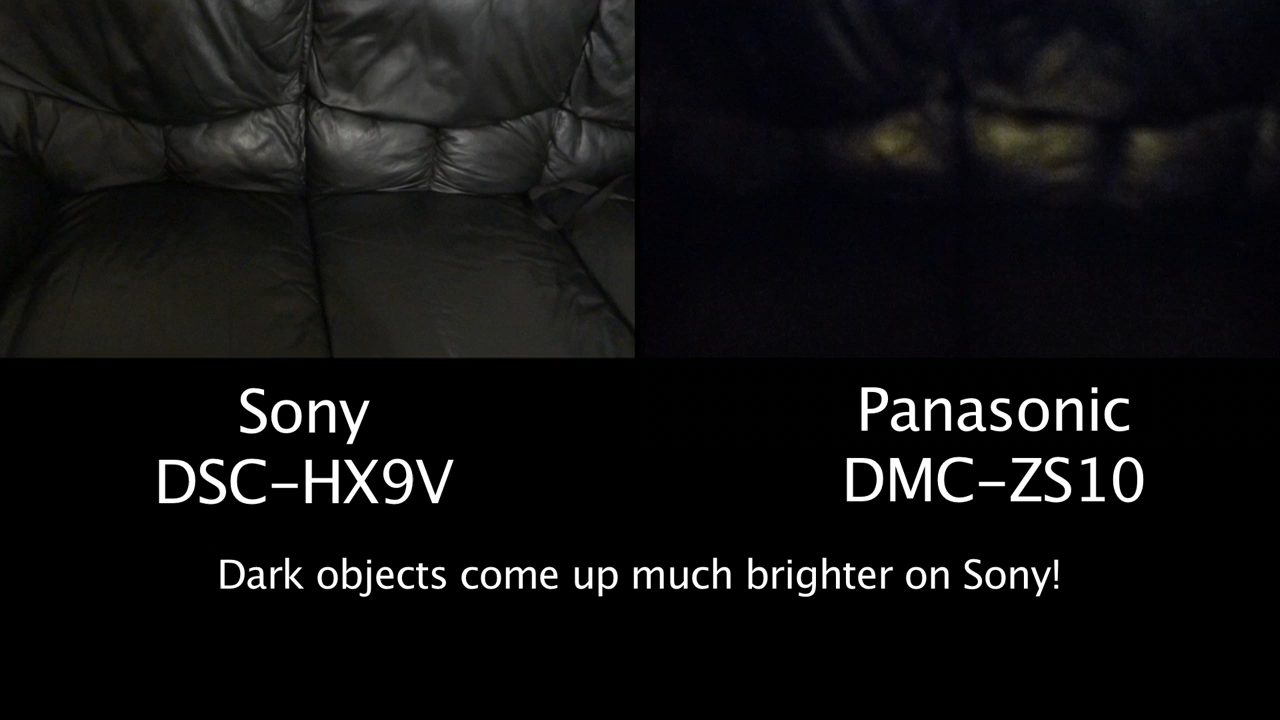 Sony
DSC-HX9V
Panasonic
DMC-ZS10
Dark objects come up much brighter on Sony!